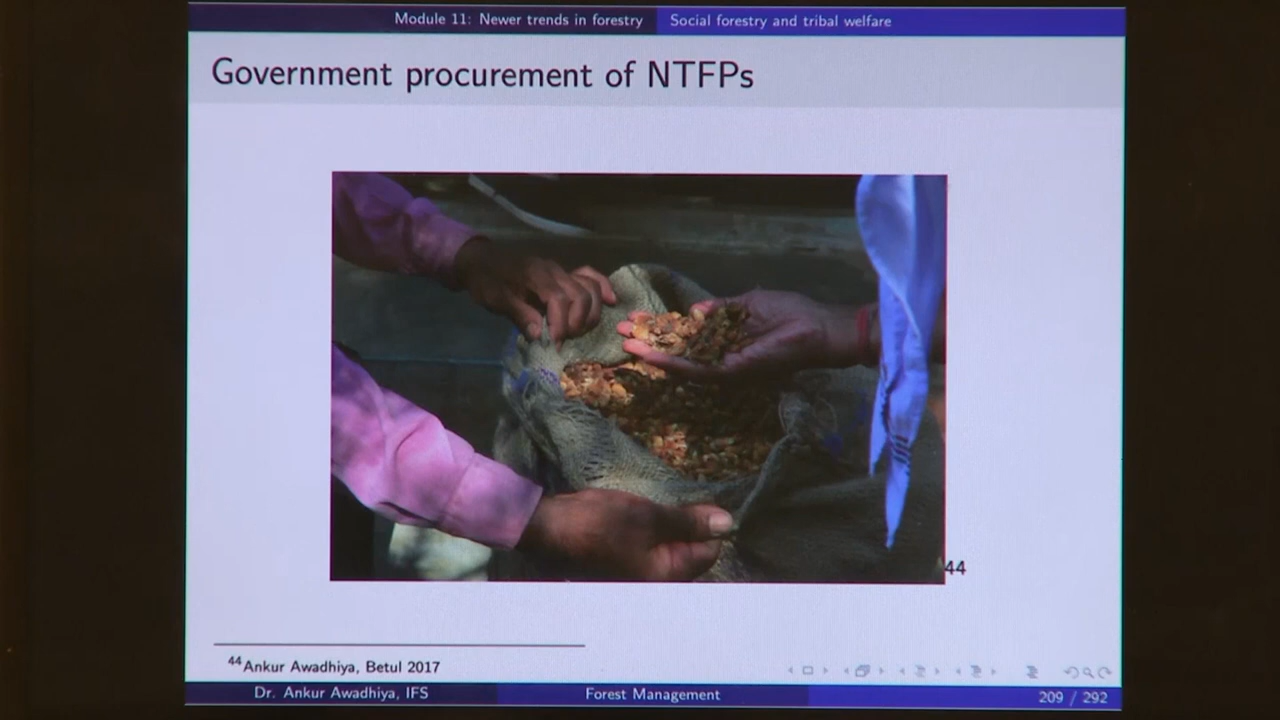 Module 11: Newer trends in forestry Social forestry and tribal welfare
Government procurement of NTFPs
44
44 Ankur Awadhiya, Betul 2017
Dr. Ankur Awadhiya, IFS Forest Management 209 / 292